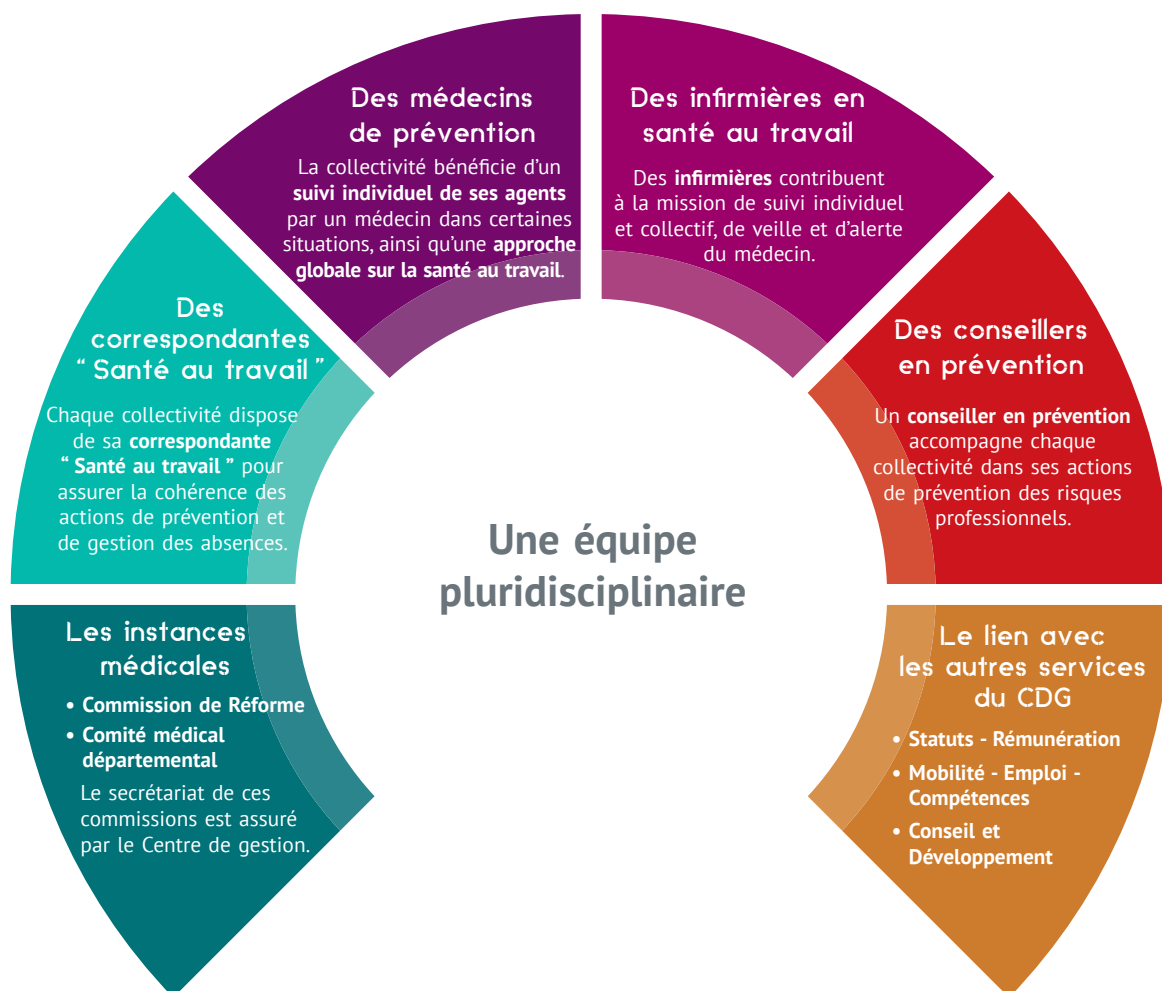 Des médecins
de prévention
La collectivité bénéficie d'un
suivi individuel de ses agents
par un médecin dans certaines
situations, ainsi qu'une approche
globale sur la santé au travail.
Des infirmières en
santé au travail
Des infirmières contribuent
à la mission de suivi individuel
et collectif, de veille et d'alerte
du médecin.
Des
correspondantes
“ Santé au travail ”
Chaque collectivité dispose
de sa correspondante
“ Santé au travail ” pour
assurer la cohérence des
actions de prévention et
de gestion des absences.
Des conseillers
en prévention
Un conseiller en prévention
accompagne chaque
collectivité dans ses actions
de prévention des risques
professionnels.
Une équipe
pluridisciplinaire
Les instances
médicales
• Commission de Réforme
• Comité médical
départemental
Le secrétariat de ces
commissions est assuré
par le Centre de gestion.
Le lien avec
les autres services
du CDG
• Statuts - Rémunération
• Mobilité - Emploi -
Compétences
• Conseil et
Développement